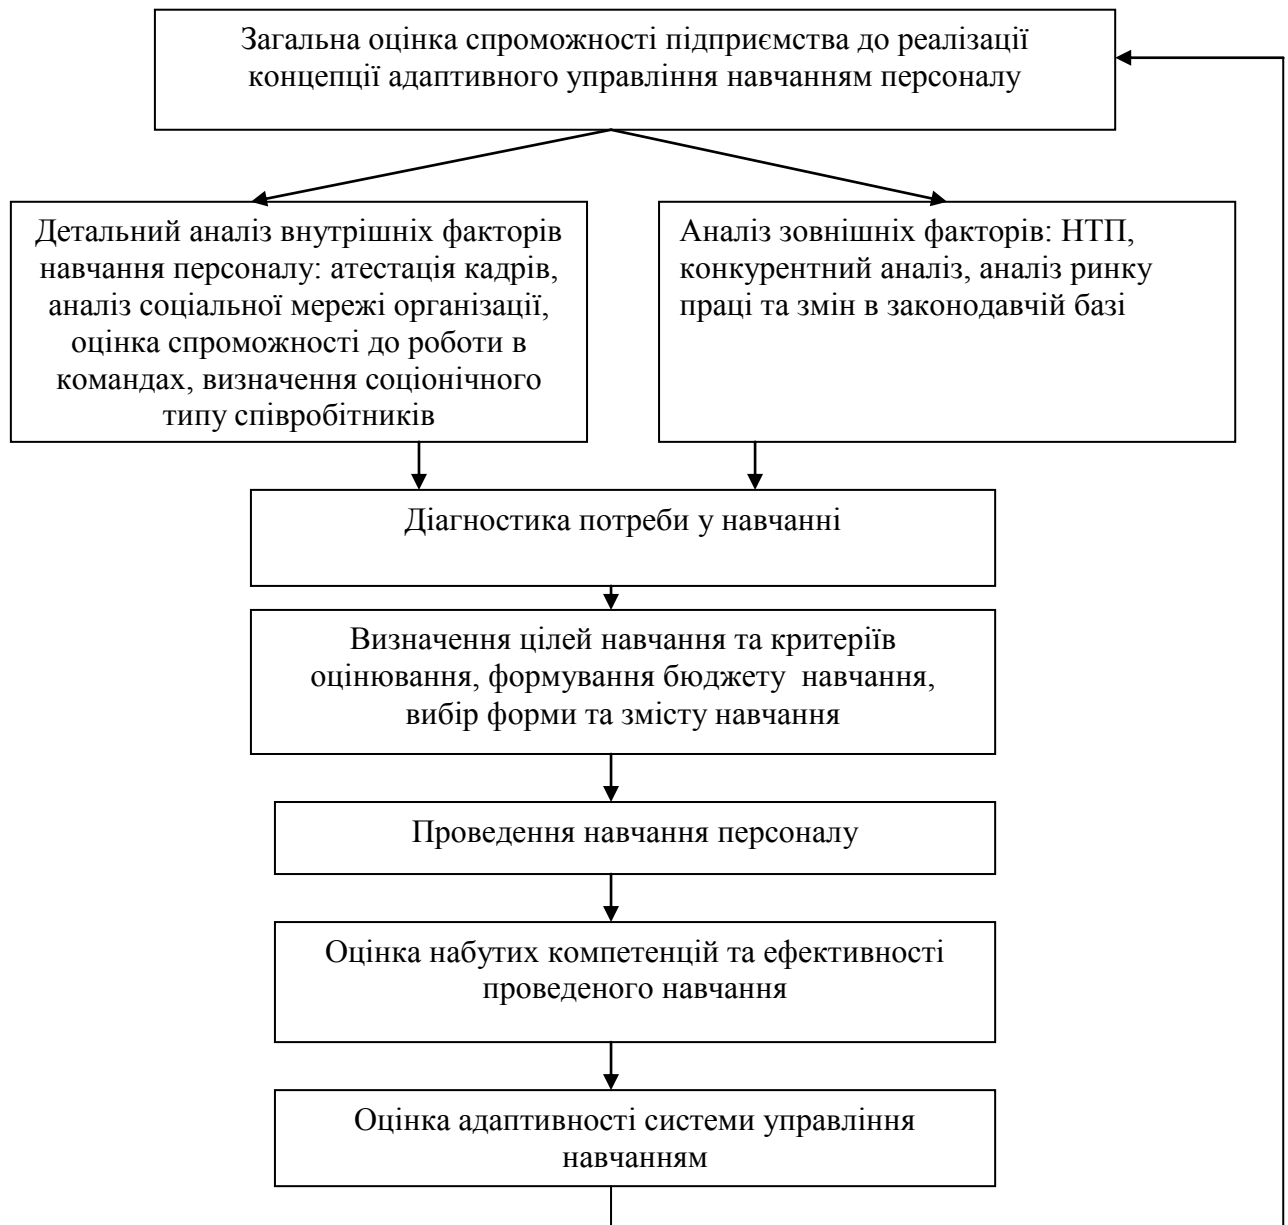 Загальна оцінка спроможності підприємства до реалізації
концепції адаптивного управління навчанням персоналу
Детальний аналіз внутрішніх факторів
навчання персоналу: атестація кадрів,
аналіз соціальної мережі організації,
оцінка спроможності до роботи в
командах, визначення соціонічного
типу співробітників
Аналіз зовнішніх факторів: НТП,
конкурентний аналіз, аналіз ринку
праці та змін в законодавчій базі
Діагностика потреби у навчанні
Визначення цілей навчання та критеріїв
оцінювання, формування бюджету  навчання,
вибір форми та змісту навчання
Проведення навчання персоналу
Оцінка набутих компетенцій та ефективності
проведеного навчання
Оцінка адаптивності системи управління
навчанням